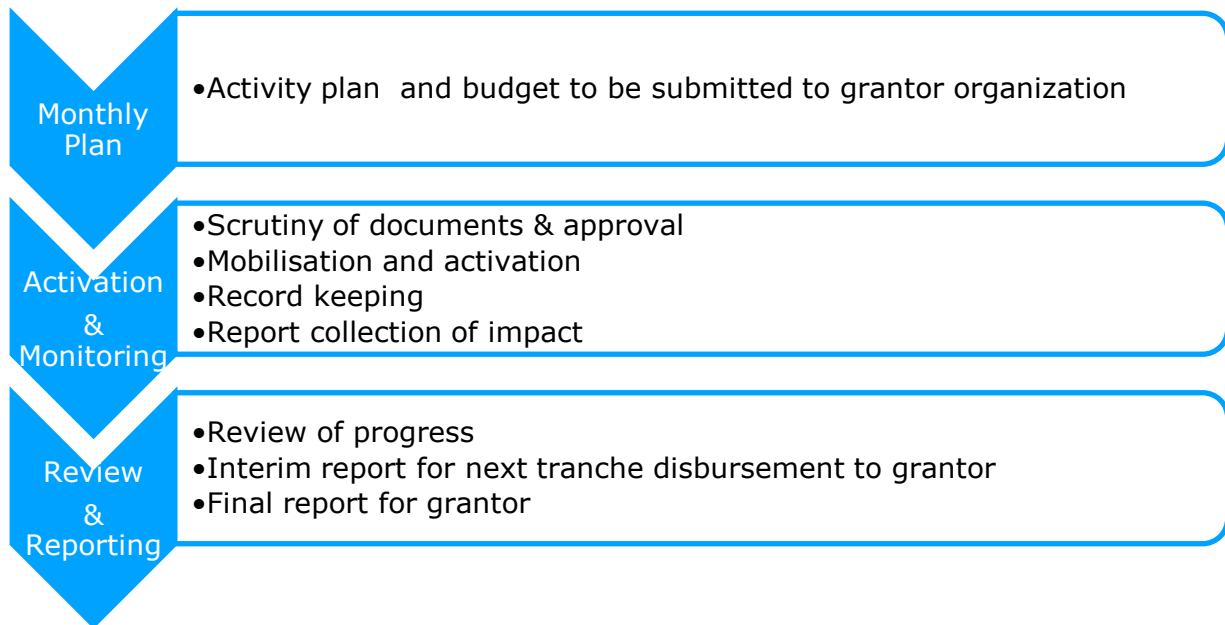 Monthly
Plan
•Activity plan  and budget to be submitted to grantor organization
Activation
&
Monitoring
•Scrutiny of documents & approval
•Mobilisation and activation
•Record keeping
•Report collection of impact
Review
&
Reporting
•Review of progress
•Interim report for next tranche disbursement to grantor
•Final report for grantor